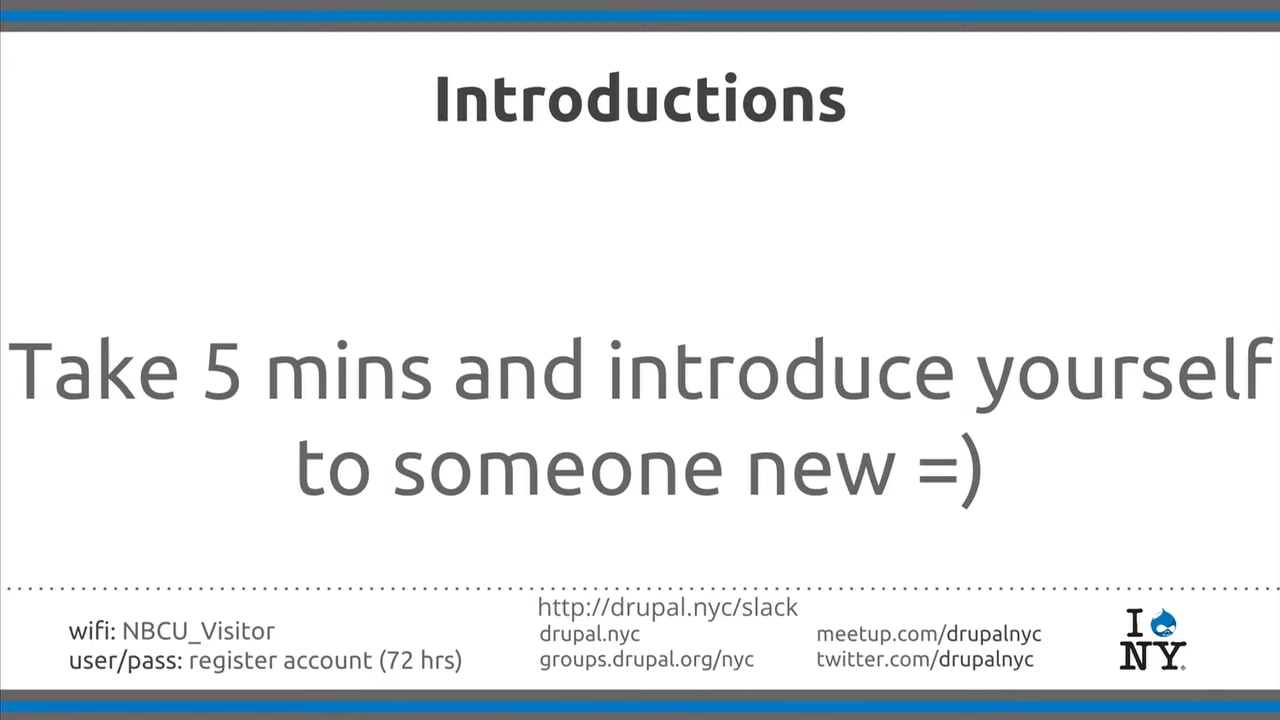 Introductions
Take 5 mins and introduce yourself
to someone new =)
http://drupal.nyc/slack
wifi: NBCU_Visitor
user/pass: register account (72 hrs)
drupal.nyc
groups.drupal.org/nyc
meetup.com/drupalnyc
twitter.com/drupalnyc
I
NY